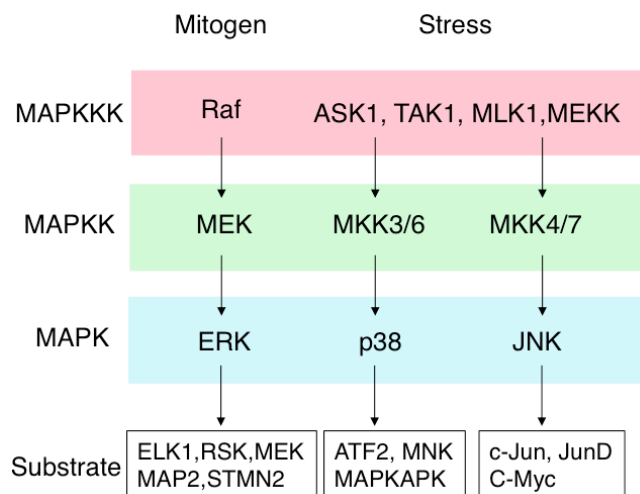 Mitogen Stress
MAPKKK Raf ASK1, TAK1, MLK1,MEKK
MAPKK MEK MKK3/6 MKK4/7
MAPK ERK p38 JNK
Substrate
ELK1,RSK,MEK
MAP2,STMN2
ATF2, MNK
MAPKAPK
c-Jun, JunD
C-Myc